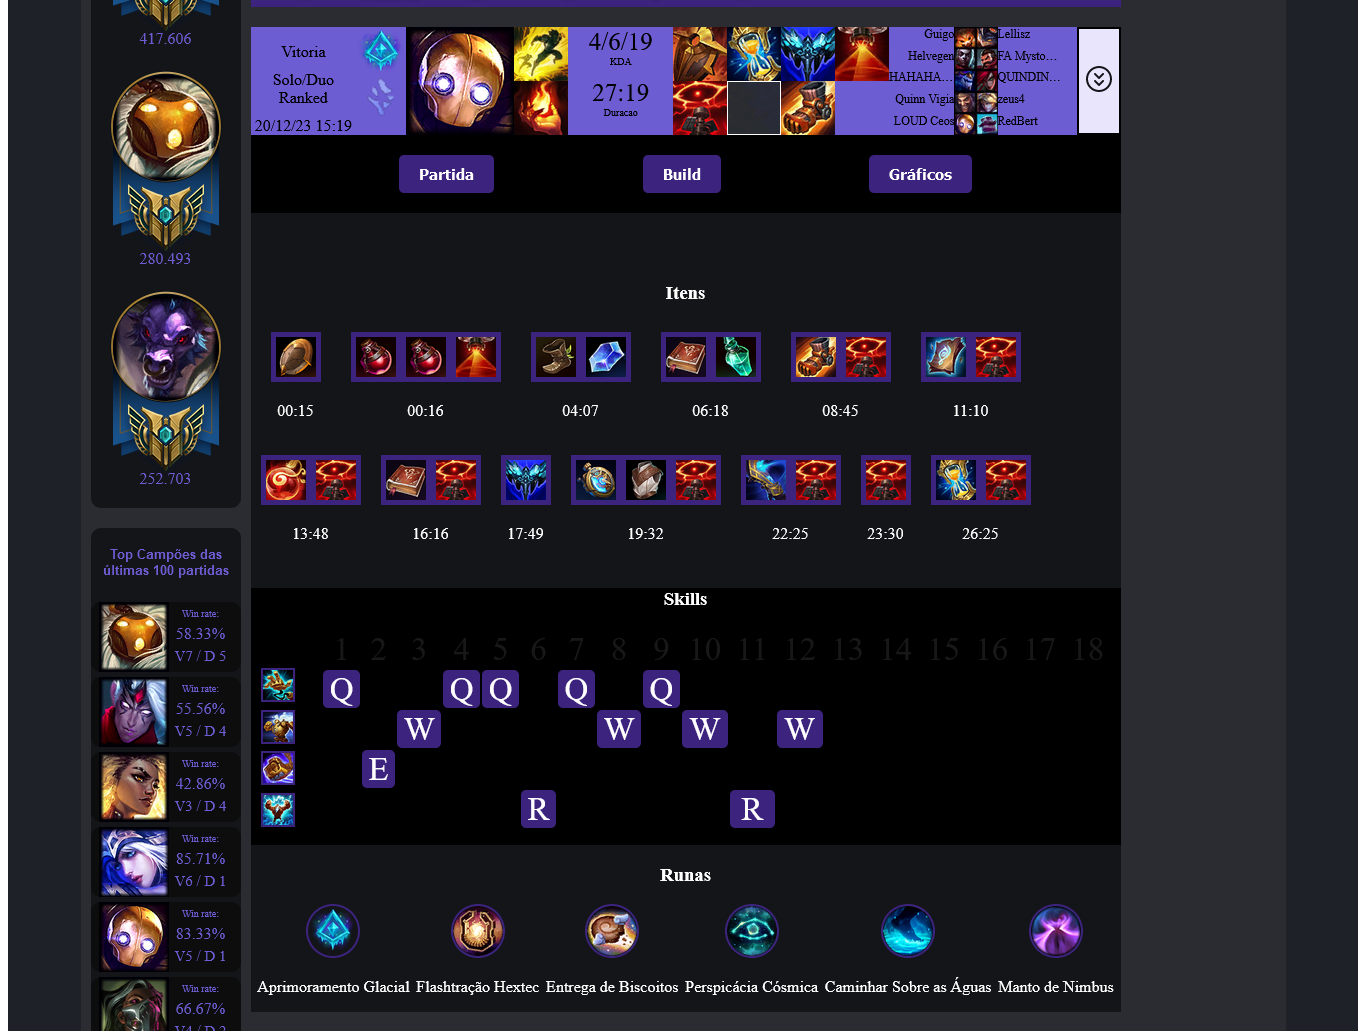 417.606
280.493
252.703
Top Campões das
últimas 100 partidas
Win rate:
58.33%
V7 / D 5
Win rate:
55.56%
V5 / D 4
Win rate:
42.86%
V3 / D 4
Win rate:
85.71%
V6 / D 1
Win rate:
83.33%
V5 / D 1
Win rate:
66.67%
V4 / D 2
Vitoria
Solo/Duo
Ranked
20/12/23 15:19
4/6/19
KDA
27:19
Duracao
Guigo Lellisz
Helvegen FA Mysto…
HAHAHA… QUINDIN…
Quinn Vigia zeus4
LOUD Ceos RedBert
Partida Build Gráficos
Itens
00:15 00:16 04:07 06:18 08:45 11:10
13:48 16:16 17:49 19:32 22:25 23:30 26:25
Skills
1 2 3 4 5 6 7 8 9 10 11 12 13 14 15 16 17 18
Q Q Q Q Q
W W W W
E
R R
Runas
Aprimoramento Glacial Flashtração Hextec Entrega de Biscoitos Perspicácia Cósmica Caminhar Sobre as Águas Manto de Nimbus